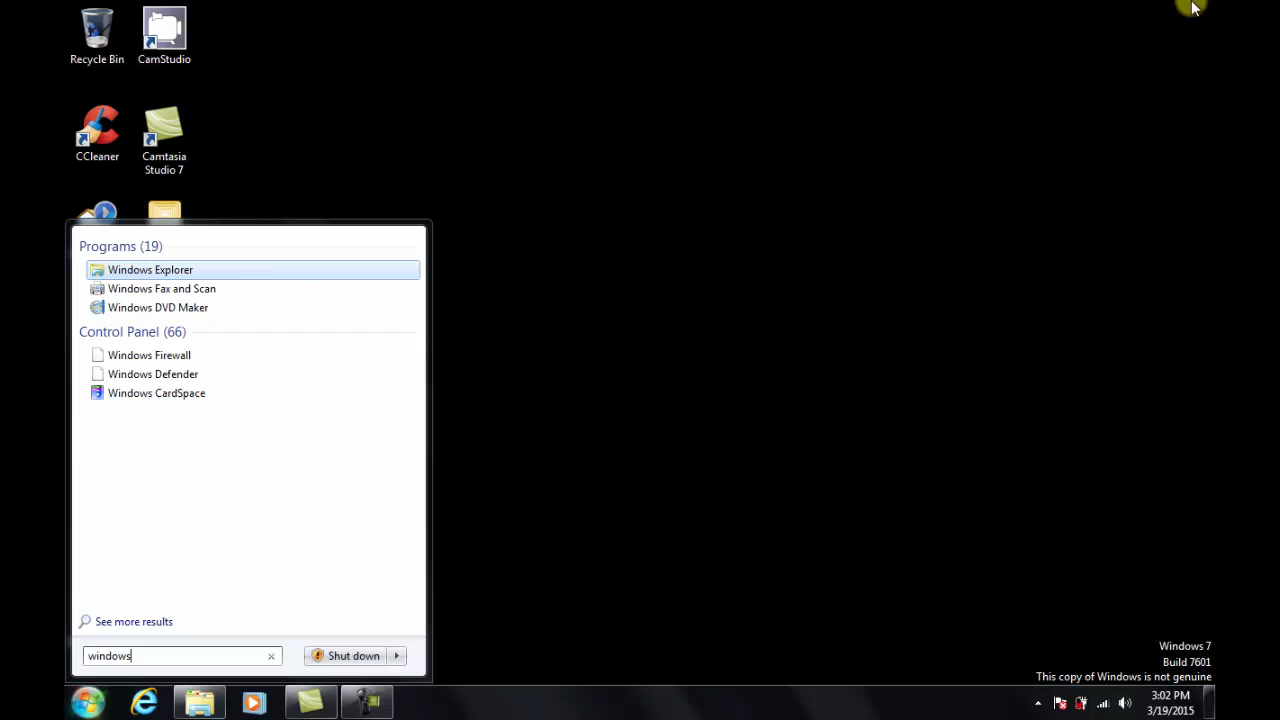 Recycle Bin
CamStudio
CCleaner
Camtasia
Studio 7
Programs (19)
Windows Explorer
Windows Fax and Scan
Windows DVD Maker
Control Panel (66)
Windows Firewall
Windows Defender
Windows CardSpace
See more results
windows
Shut down
Windows 7
Build 7601
This copy of Windows is not genuine
3:02 PM
3/19/2015